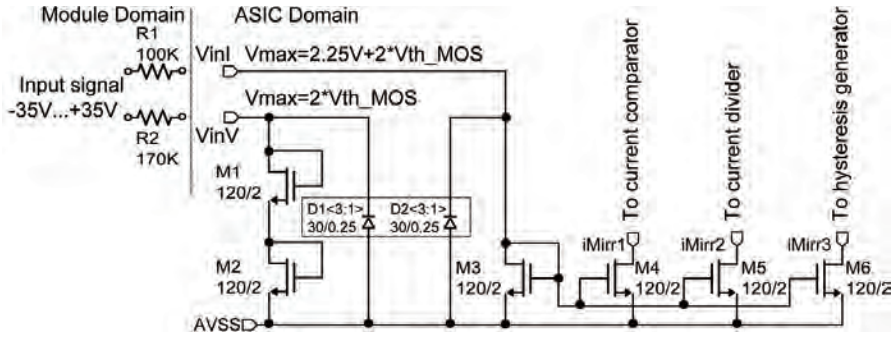 Module Domain
ASIC Domain
R1
100K
VinI
Vmax=2.25V+2*Vth_MOS
Input signal
-35V...+35V
Vmax=2*Vth_MOS
R2
170K
VinV
M1
120/2
D1<3:1>
30/0.25
D2<3:1>
30/0.25
M2
120/2
M3
120/2
iMirr1
M4
120/2
iMirr2
M5
120/2
iMirr3
M6
120/2
To current comparator
To current divider
To hysteresis generator
AVSS